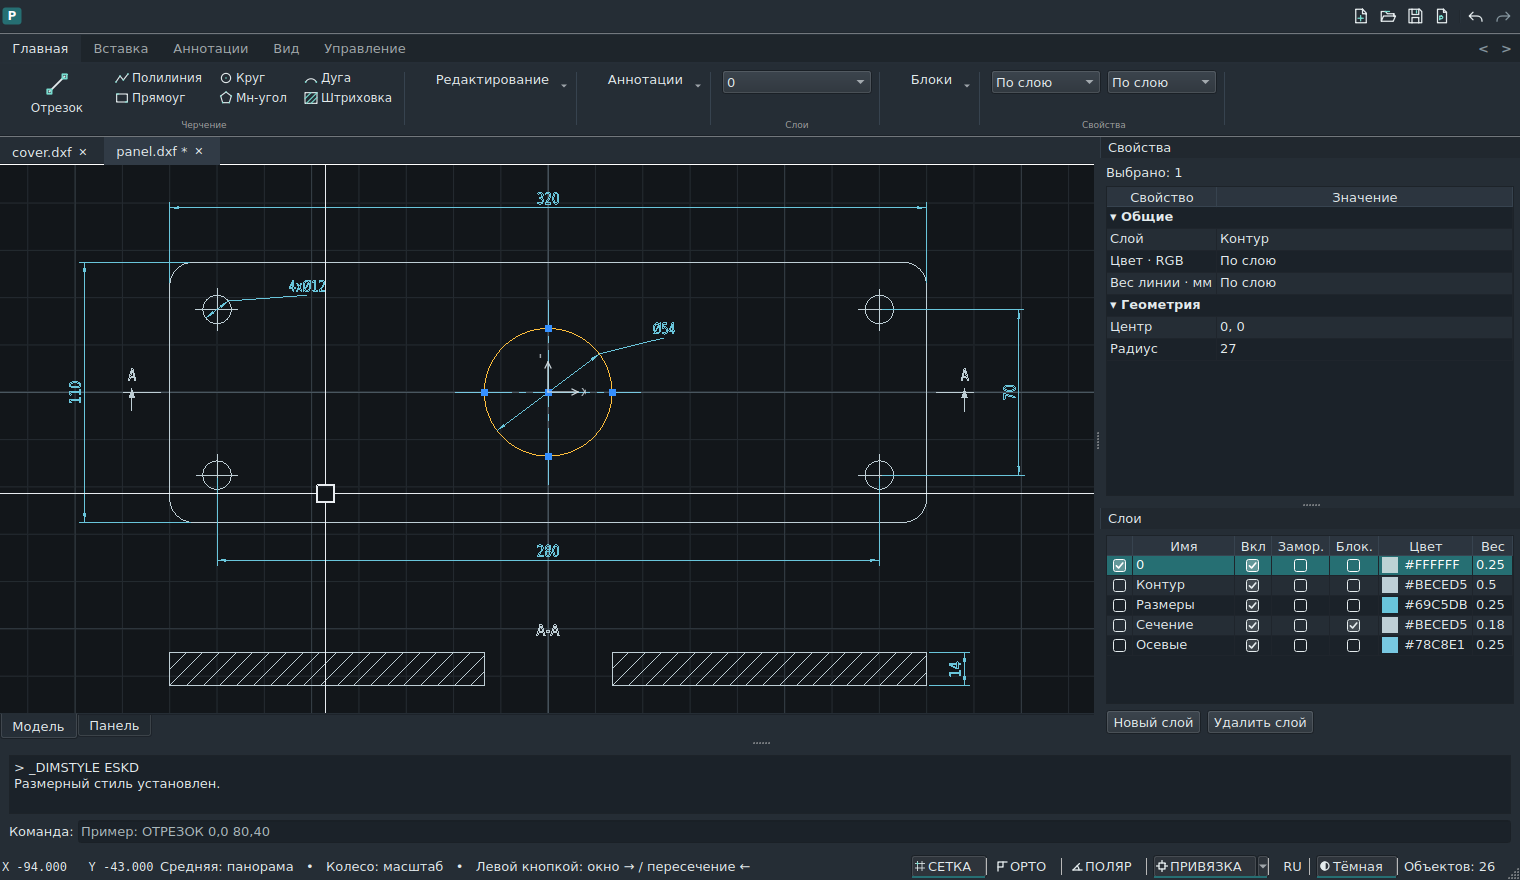 P
Главная Вставка Аннотации Вид Управление < >
Отрезок
Полилиния Круг Дуга
Прямоуг Мн-угол Штриховка
Черчение
Редактирование
Аннотации
0
Слои
Блоки
По слою По слою
Свойства
cover.dxf × panel.dxf * ×
320
4xØ12
Ø54
110
A A
70
280
A-A
14
Модель Панель
Свойства
Выбрано: 1
Свойство Значение
▾ Общие
Слой Контур
Цвет · RGB По слою
Вес линии · мм По слою
▾ Геометрия
Центр 0, 0
Радиус 27
Слои
Имя Вкл Замор. Блок. Цвет Вес
0 #FFFFFF 0.25
Контур #BECED5 0.5
Размеры #69C5DB 0.25
Сечение #BECED5 0.18
Осевые #78C8E1 0.25
Новый слой Удалить слой
> _DIMSTYLE ESKD
Размерный стиль установлен.
Команда: Пример: ОТРЕЗОК 0,0 80,40
X -94.000 Y -43.000 Средняя: панорама • Колесо: масштаб • Левой кнопкой: окно → / пересечение ← СЕТКА ОРТО ПОЛЯР ПРИВЯЗКА RU Тёмная Объектов: 26